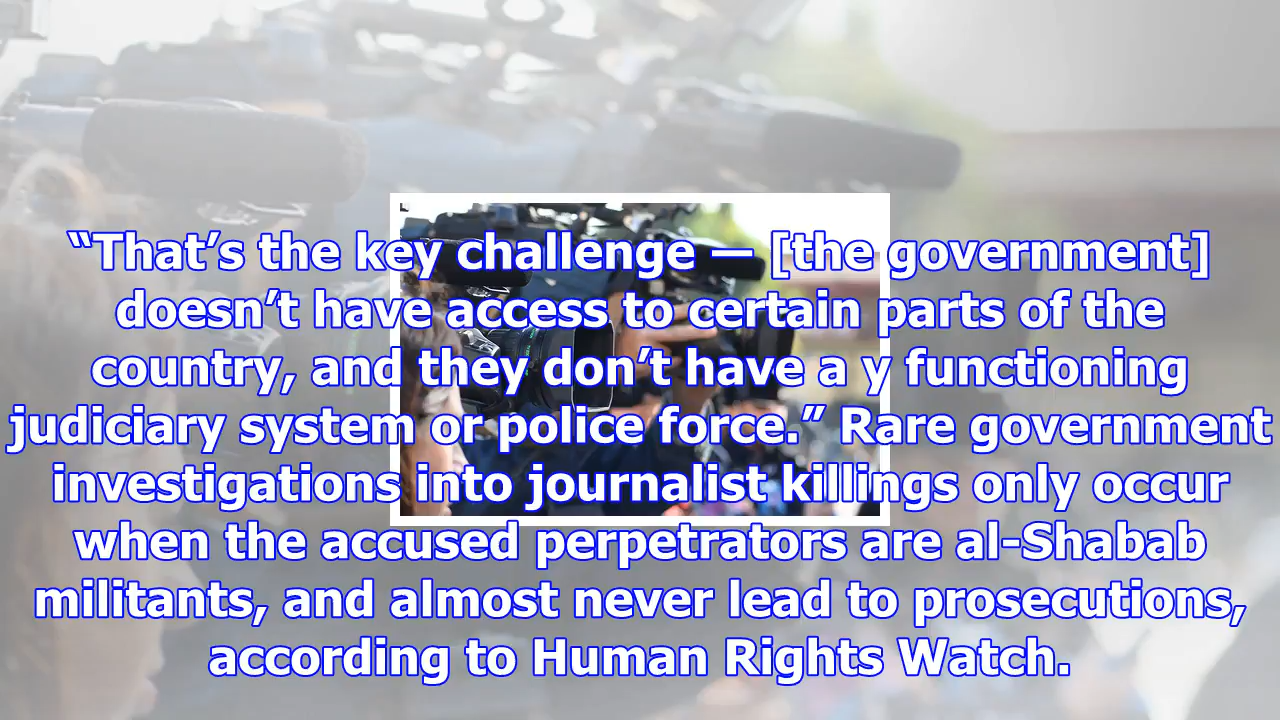 “That’s the key challenge — [the government]
doesn’t have access to certain parts of the
country, and they don’t have a y functioning
judiciary system or police force.” Rare government
investigations into journalist killings only occur
when the accused perpetrators are al-Shabab
militants, and almost never lead to prosecutions,
according to Human Rights Watch.